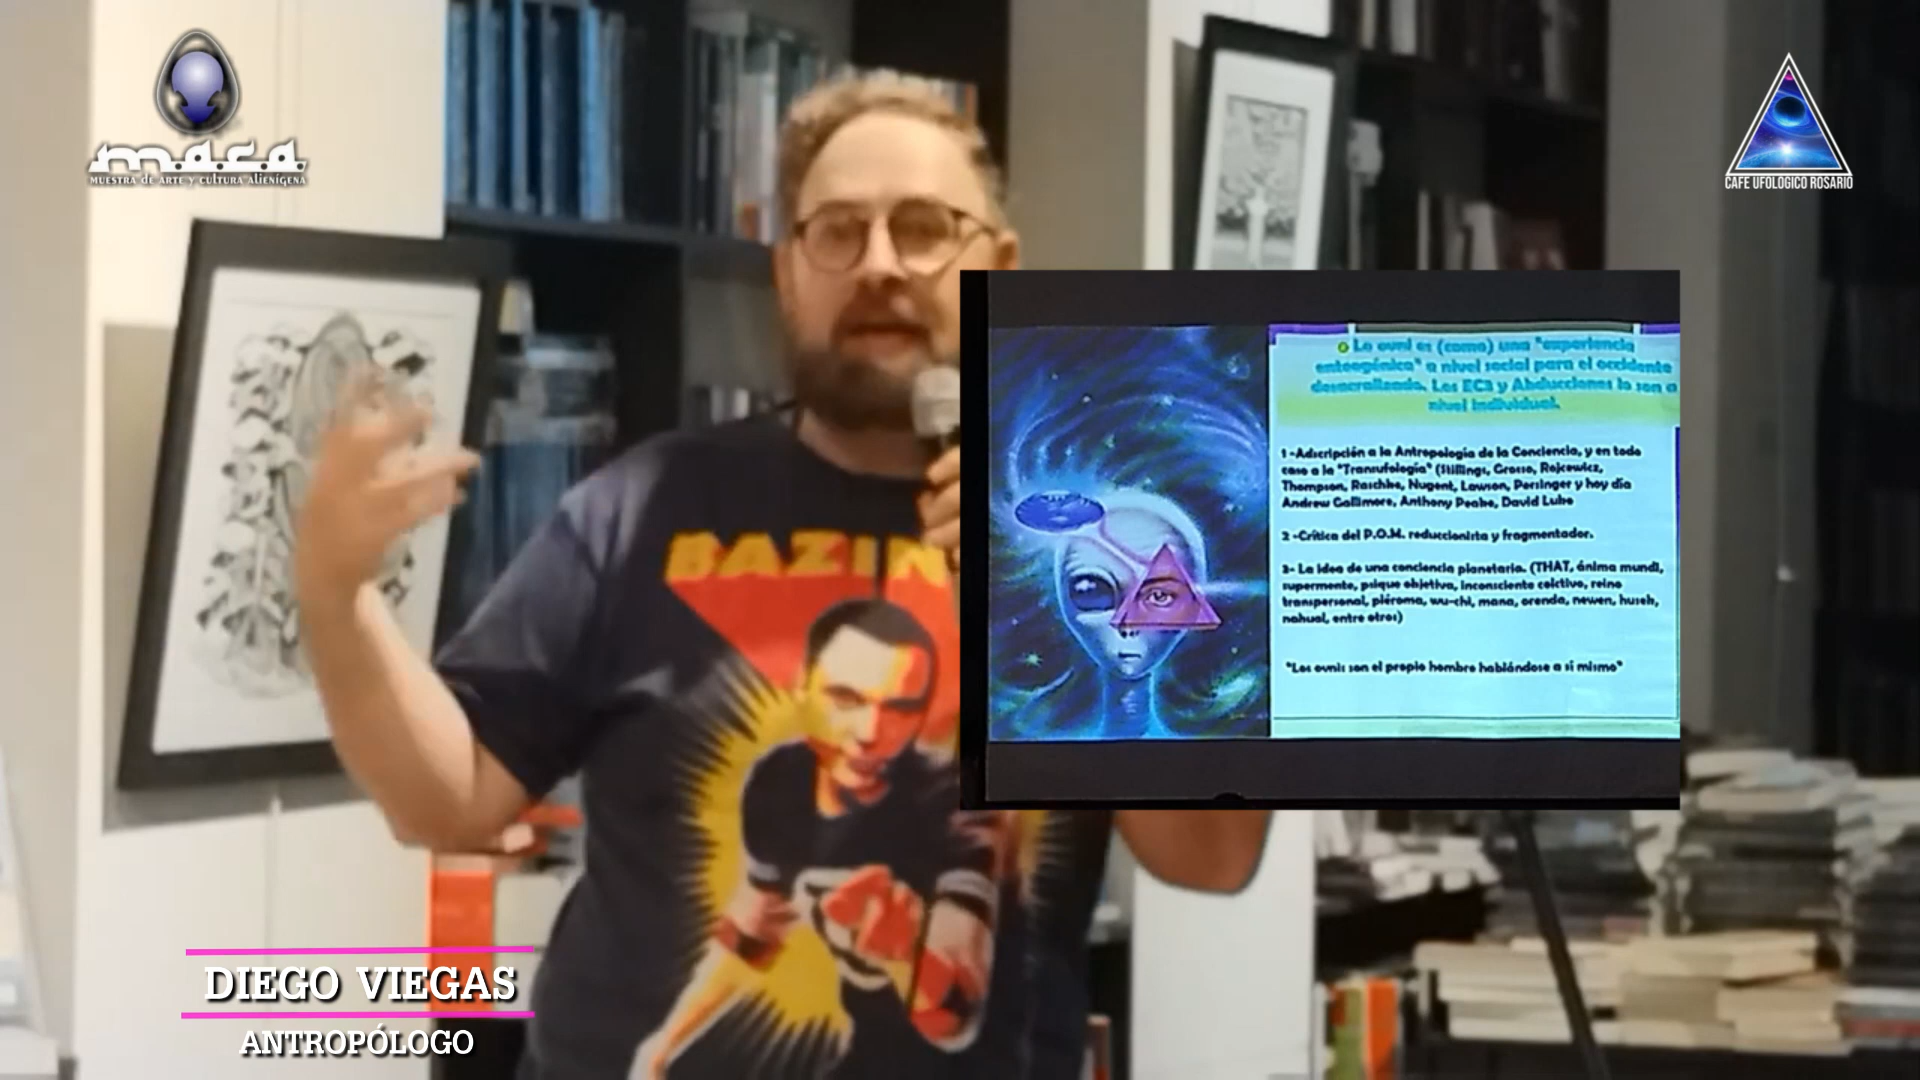 m.a.c.a.
MUESTRA de ARTE y CULTURA ALIENÍGENA
CAFE UFOLOGICO ROSARIO
BAZIN
Lo ovni es (como) una "experiencia
enteogénica" a nivel social para el occidente
desacralizado. Los EC3 y Abducciones lo son a
nivel individual.
1 -Adscripción a la Antropología de la Conciencia, y en todo
caso a la "Transufología" (Stillings, Grosso, Rojcewicz,
Thompson, Raschke, Nugent, Lawson, Persinger y hoy día
Andrew Gallimore, Anthony Peake, David Luke
2 -Crítica del P.O.M. reduccionista y fragmentador.
3- La idea de una conciencia planetaria. (THAT, ánima mundi,
supermente, psique objetiva, inconsciente colctivo, reino
transpersonal, pléroma, wu-chi, mana, orenda, newen, huseh,
nahual, entre otros)
"Los ovnis son el propio hombre hablándose a sí mismo"
DIEGO VIEGAS
ANTROPÓLOGO